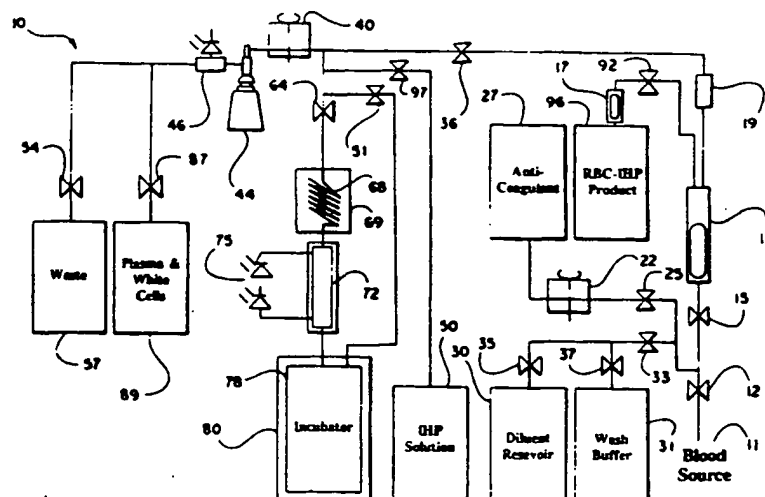 10
40
46
44
64
97
51
36
27
17
92
96
19
54
87
68
69
Anti-
Coagulant
RBC-IHP
Product
1
75
72
22
25
15
Waste
Plasma &
White
Cells
57
89
50
30
35
37
33
12
78
80
Incubator
IHP
Solution
Diluent
Resevoir
Wash
Buffer
31
11
Blood
Source